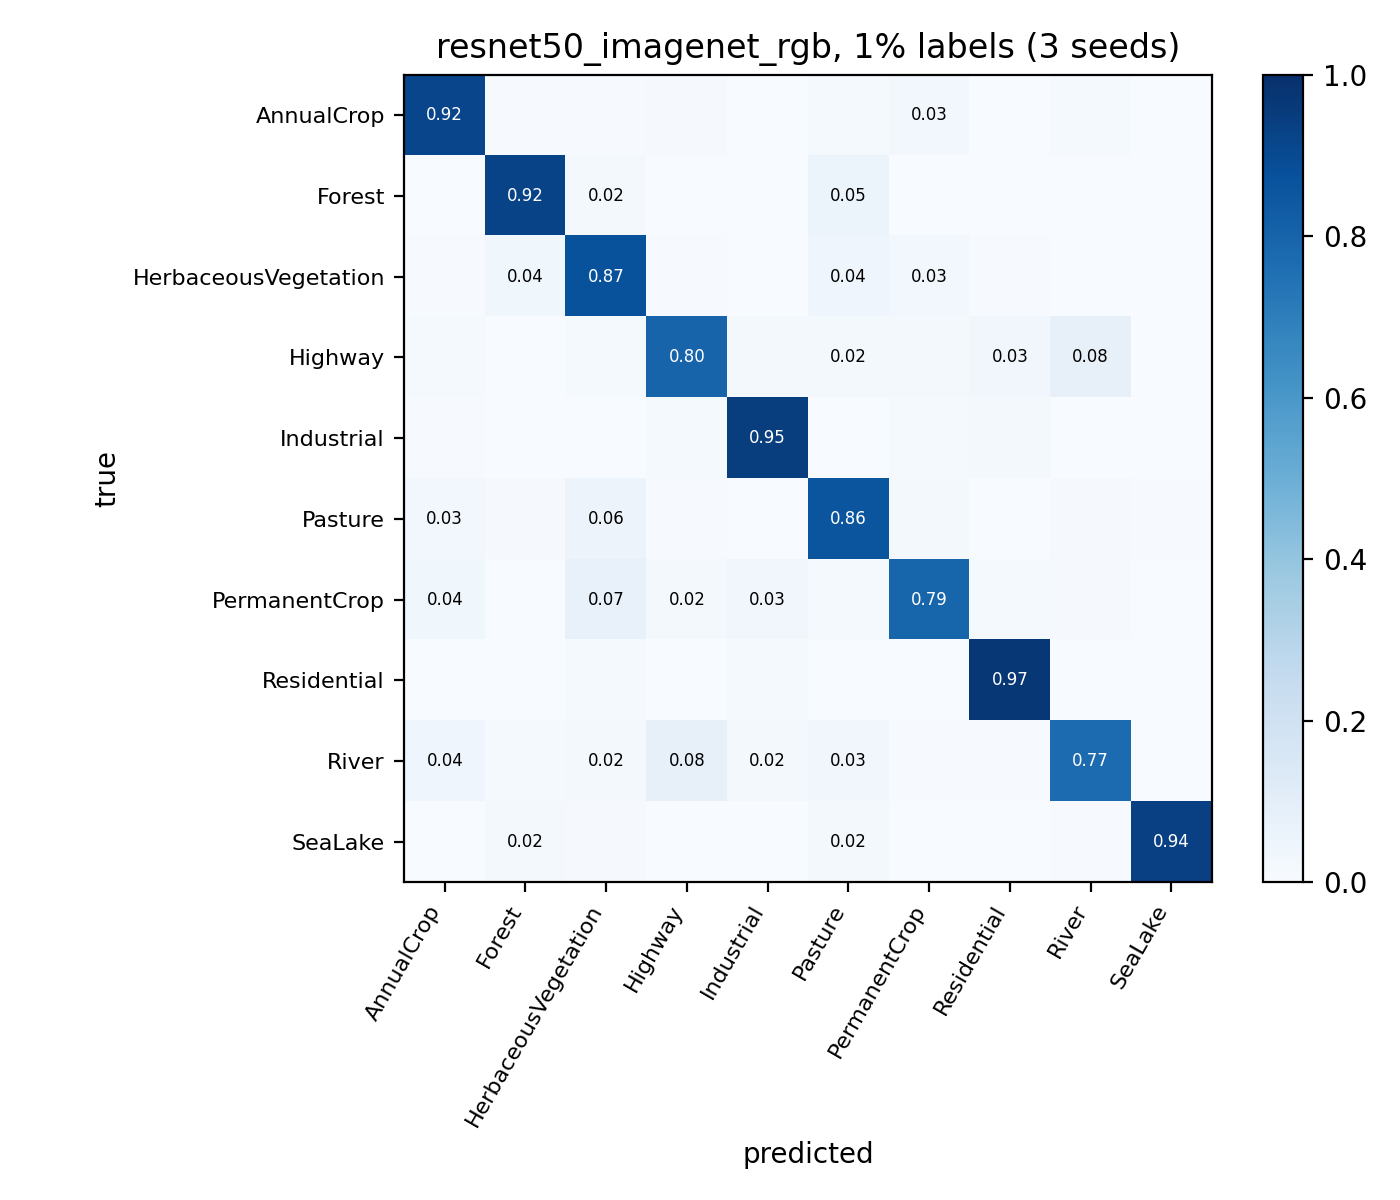 resnet50_imagenet_rgb, 1% labels (3 seeds)
AnnualCrop 0.92 0.03
Forest 0.92 0.02 0.05
HerbaceousVegetation 0.04 0.87 0.04 0.03
Highway 0.80 0.02 0.03 0.08
Industrial 0.95
Pasture 0.03 0.06 0.86
PermanentCrop 0.04 0.07 0.02 0.03 0.79
Residential 0.97
River 0.04 0.02 0.08 0.02 0.03 0.77
SeaLake 0.02 0.02 0.94
true
AnnualCrop
Forest
HerbaceousVegetation
Highway
Industrial
Pasture
PermanentCrop
Residential
River
SeaLake
predicted
1.0
0.8
0.6
0.4
0.2
0.0